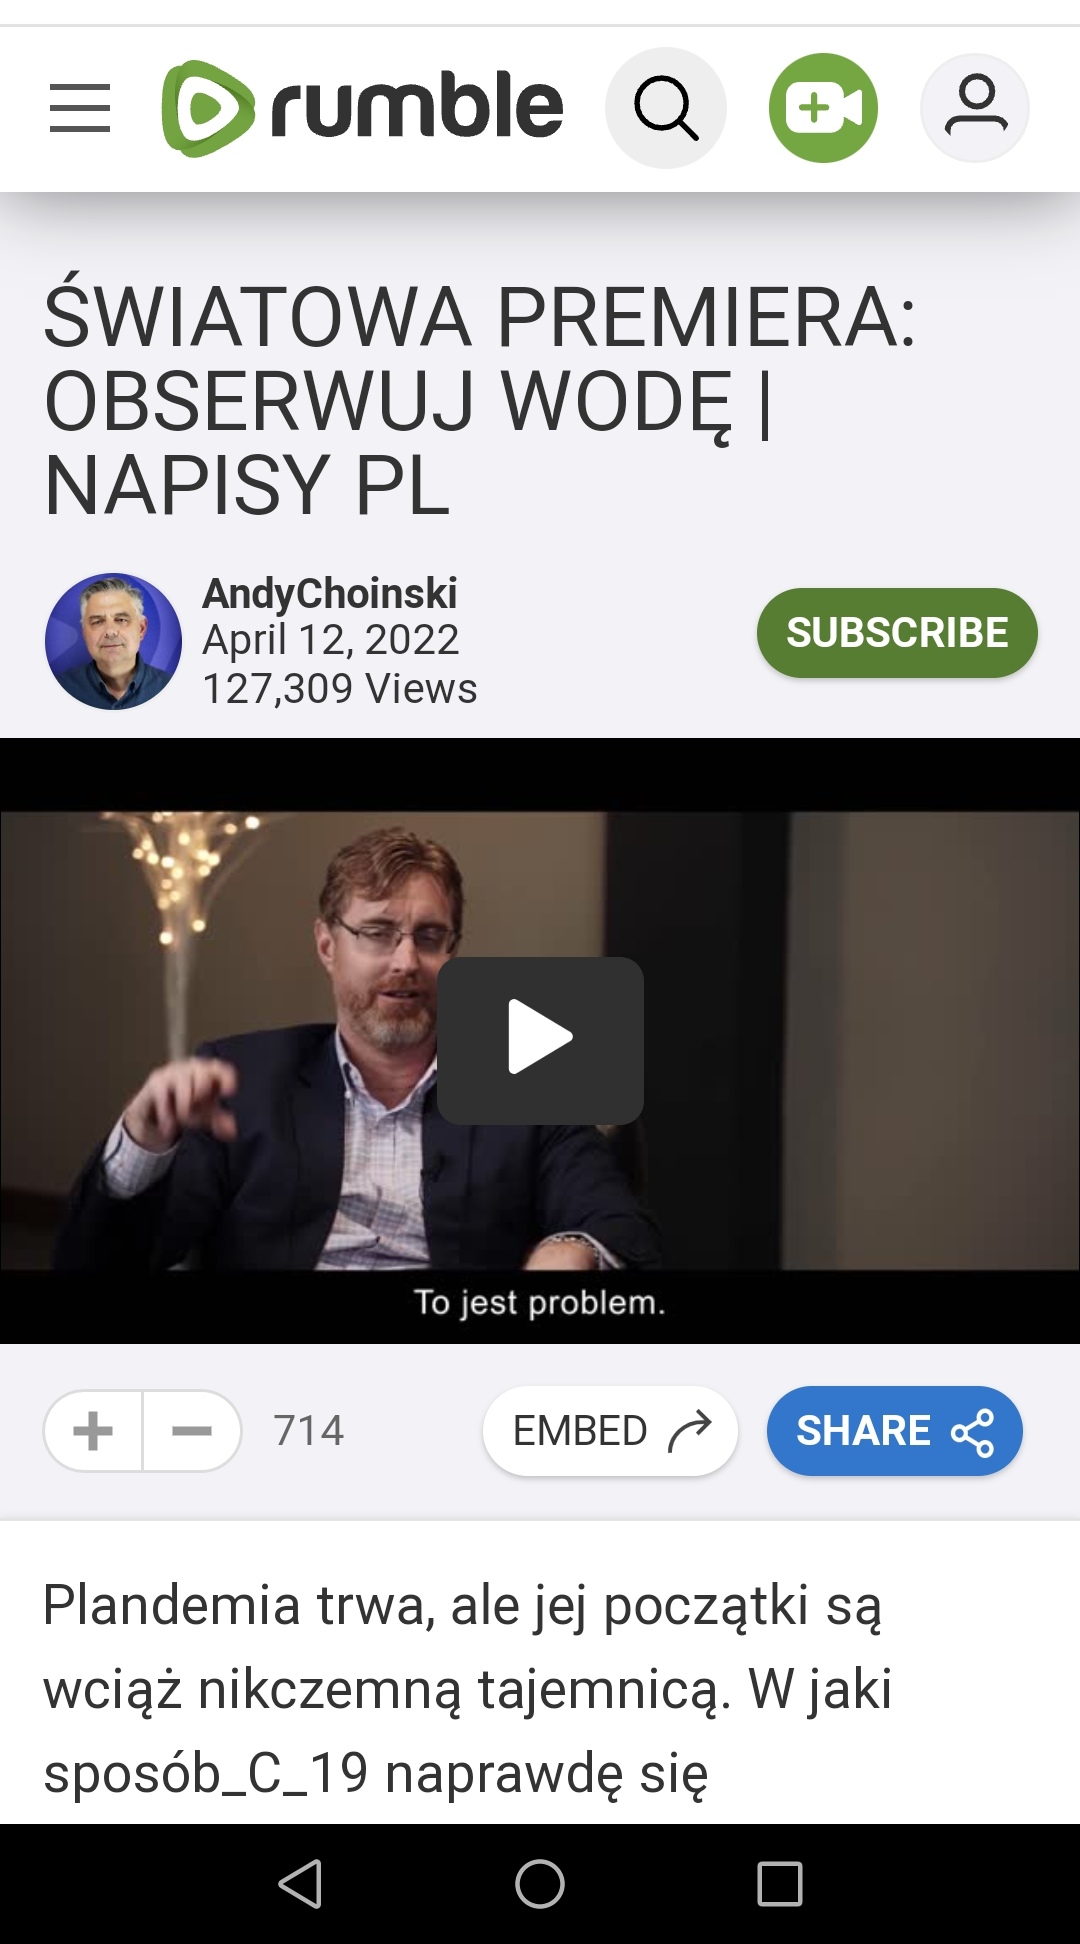 rumble
ŚWIATOWA PREMIERA:
OBSERWUJ WODĘ |
NAPISY PL
AndyChoinski
April 12, 2022
127,309 Views
SUBSCRIBE
To jest problem.
714
EMBED
SHARE
Plandemia trwa, ale jej początki są
wciąż nikczemną tajemnicą. W jaki
sposób_C_19 naprawdę się